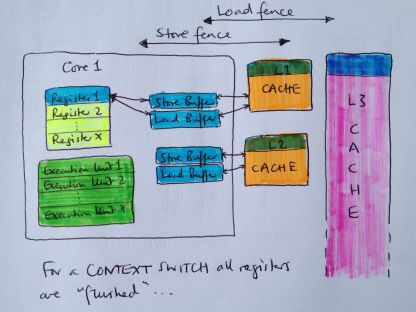 Load fence
Store fence
Core 1
Register 1
Register 2
Register X
Store Buffer
Load Buffer
L1
CACHE
Store Buffer
Load Buffer
L2
CACHE
Execution Unit 1
Execution Unit 2
Execution Unit X
L3
C
A
C
H
E
For a CONTEXT SWITCH all registers
are "flushed"...